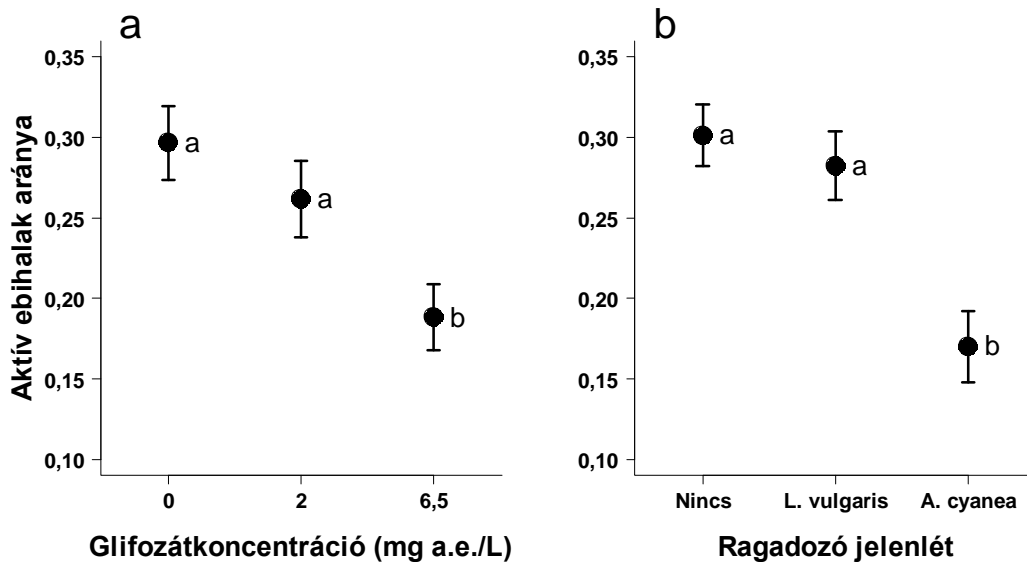 a
b
0,35
0,30
0,25
0,20
0,15
0,10
Aktív ebihalak aránya
a
a
b
0
2
6,5
Glifozátkoncentráció (mg a.e./L)
0,35
0,30
0,25
0,20
0,15
0,10
a
a
b
Nincs
L. vulgaris
A. cyanea
Ragadozó jelenlét